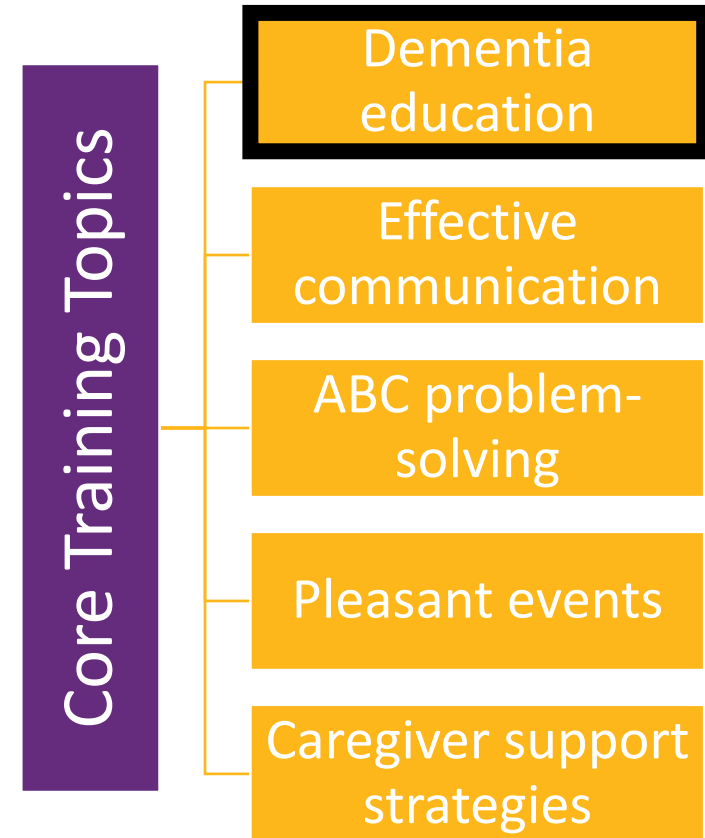 Core Training Topics
Dementia
education
Effective
communication
ABC problem-
solving
Pleasant events
Caregiver support
strategies